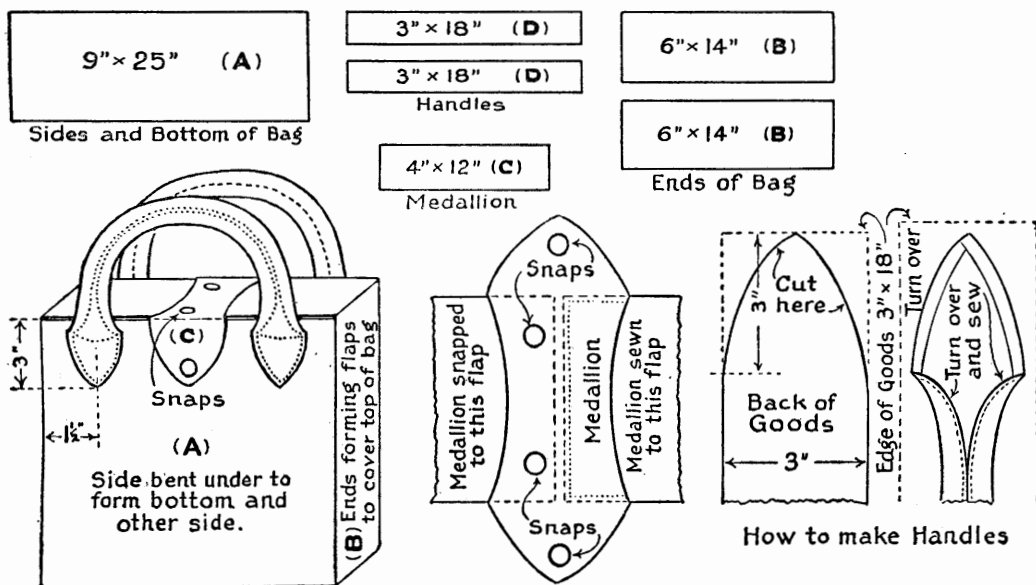 9" × 25" (A)
Sides and Bottom of Bag
3" × 18" (D)
3" × 18" (D)
Handles
4" × 12" (C)
Medallion
6" × 14" (B)
6" × 14" (B)
Ends of Bag
(C)
Snaps
3"
1½"
(A)
Side bent under to
form bottom and
other side.
(B) Ends forming flaps
to cover top of bag
Snaps
Medallion snapped
to this flap
Medallion
Medallion sewn
to this flap
Snaps
Cut
here
3"
Back of
Goods
3"
Edge of Goods 3" × 18"
Turn over
Turn over
and sew
How to make Handles